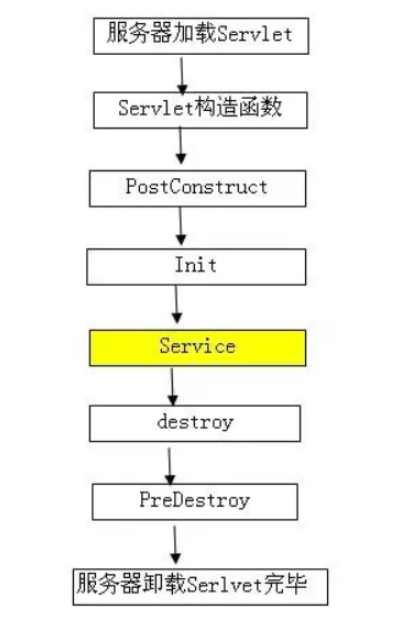 服务器加载Servlet
Servlet构造函数
PostConstruct
Init
Service
destroy
PreDestroy
服务器卸载Serlvet完毕